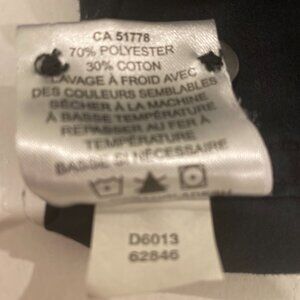 CA 51778
70% POLYESTER
30% COTON
LAVAGE À FROID AVEC
DES COULEURS SEMBLABLES
SÉCHER À LA MACHINE
À BASSE TEMPÉRATURE
REPASSER AU FER À
TEMPÉRATURE
BASSE SI NÉCESSAIRE
D6013
62846